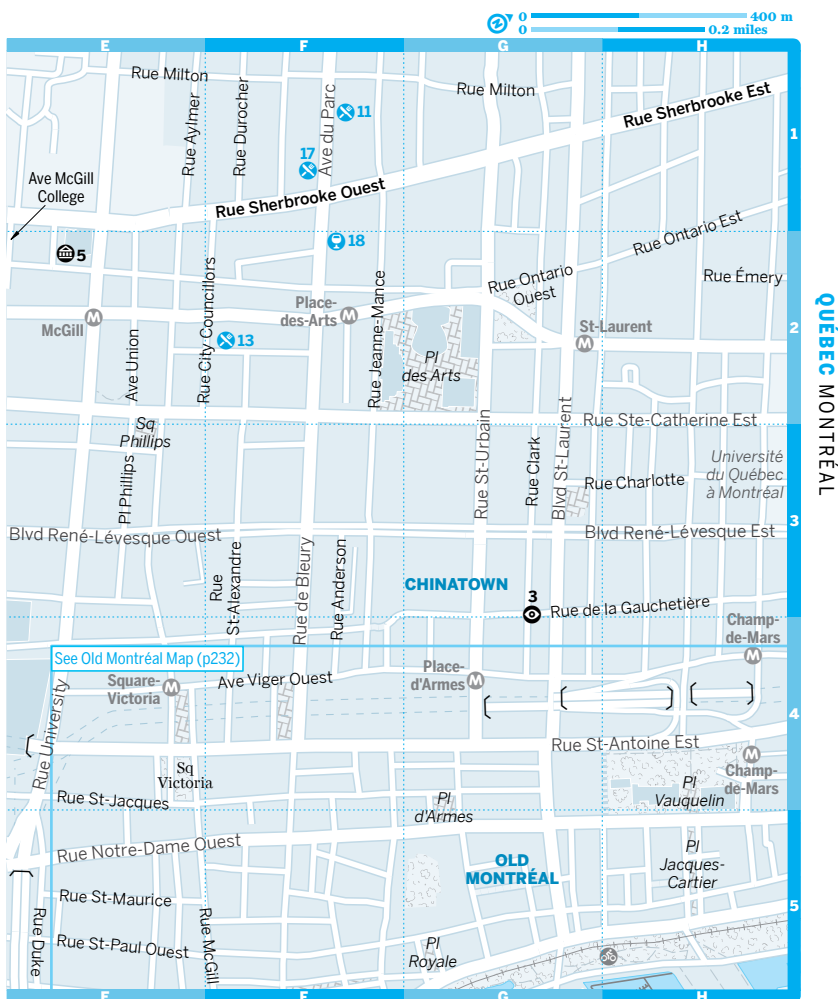 0 400 m
0 0.2 miles
E F G H
Rue Milton
Rue Milton
Rue Sherbrooke Est
Rue Aylmer
Rue Durocher
Ave du Parc
11
17
1
Ave McGill
College
Rue Sherbrooke Ouest
5
18
Rue Ontario Est
Rue Ontario
Ouest
Rue Émery
QUÉBEC MONTRÉAL
McGill
M
Place-
des-Arts
M
St-Laurent
M
2
Ave Union
Rue City Councillors
13
Rue Jeanne-Mance
Pl
des Arts
Sq
Phillips
Rue Ste-Catherine Est
Pl Phillips
Rue St-Urbain
Rue Clark
Blvd St-Laurent
Rue Charlotte
Université
du Québec
à Montréal
3
Blvd René-Lévesque Ouest
Blvd René-Lévesque Est
Rue
St-Alexandre
Rue de Bleury
Rue Anderson
CHINATOWN
3
Rue de la Gauchetière
Champ-
de-Mars
M
See Old Montréal Map (p232)
Square-
Victoria
M
Ave Viger Ouest
Place-
d'Armes
M
4
Rue University
Rue St-Antoine Est
M
Champ-
de-Mars
Sq
Victoria
Rue St-Jacques
Pl
d'Armes
Pl
Vauquelin
Rue Notre-Dame Ouest
OLD
MONTRÉAL
Pl
Jacques-
Cartier
Rue St-Maurice
5
Rue Duke
Rue St-Paul Ouest
Rue McGill
Pl
Royale
E F G H